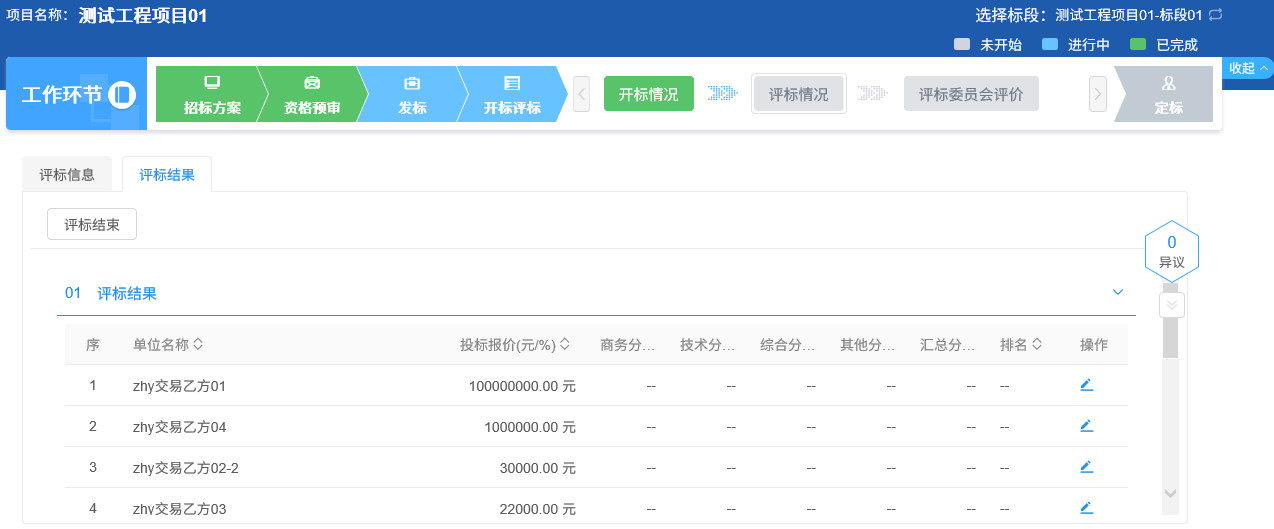 项目名称： 测试工程项目01
选择标段： 测试工程项目01-标段01
未开始 进行中 已完成
收起
工作环节
招标方案 资格预审 发标 开标评标 开标情况 评标情况 评标委员会评价 定标
评标信息 评标结果
评标结束
0
异议
01 评标结果
序 单位名称 投标报价(元/%) 商务分... 技术分... 综合分... 其他分... 汇总分... 排名 操作
1 zhy交易乙方01 100000000.00 元 -- -- -- -- -- --
2 zhy交易乙方04 1000000.00 元 -- -- -- -- -- --
3 zhy交易乙方02-2 30000.00 元 -- -- -- -- -- --
4 zhy交易乙方03 22000.00 元 -- -- -- -- -- --